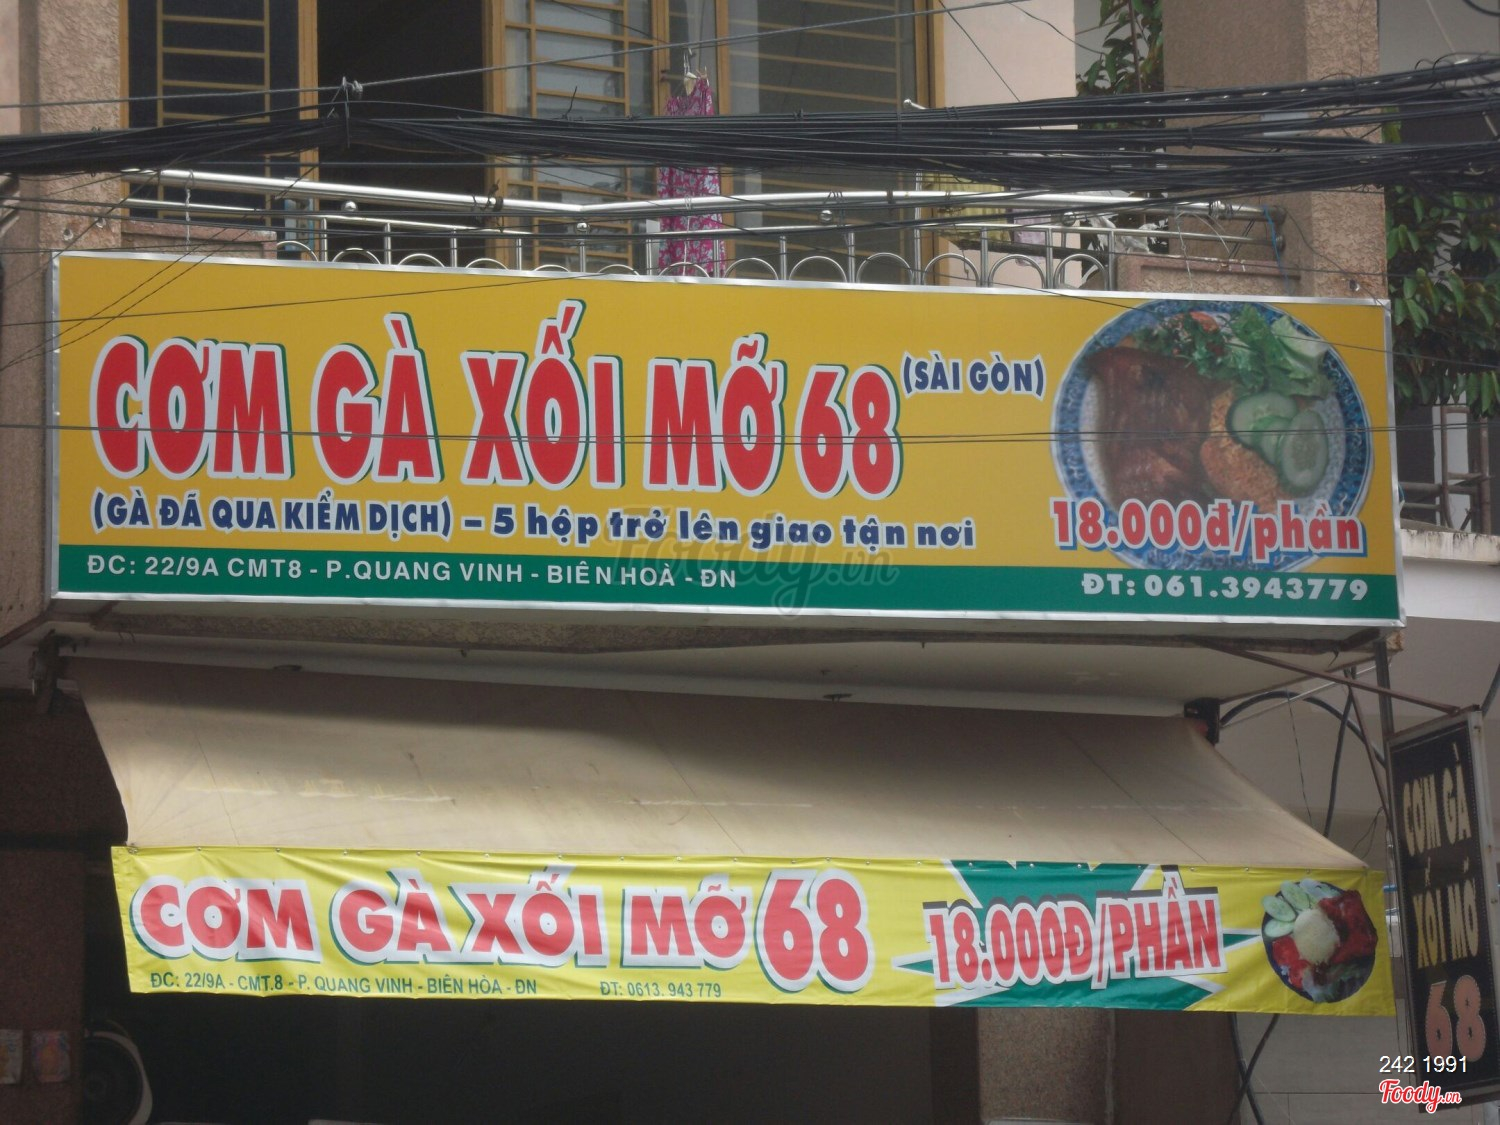 CƠM GÀ XỐI MỠ 68 (SÀI GÒN)
(GÀ ĐÃ QUA KIỂM DỊCH) – 5 hộp trở lên giao tận nơi
18.000đ/phần
ĐC: 22/9A CMT8 - P.QUANG VINH - BIÊN HOÀ - ĐN
ĐT: 061.3943779
Foody.vn
CƠM GÀ XỐI MỠ 68
18.000Đ/PHẦN
ĐC: 22/9A - CMT.8 - P. QUANG VINH - BIÊN HÒA - ĐN ĐT: 0613. 943 779
CƠM GÀ
XỐI MỠ
68
242 1991
Foody.vn